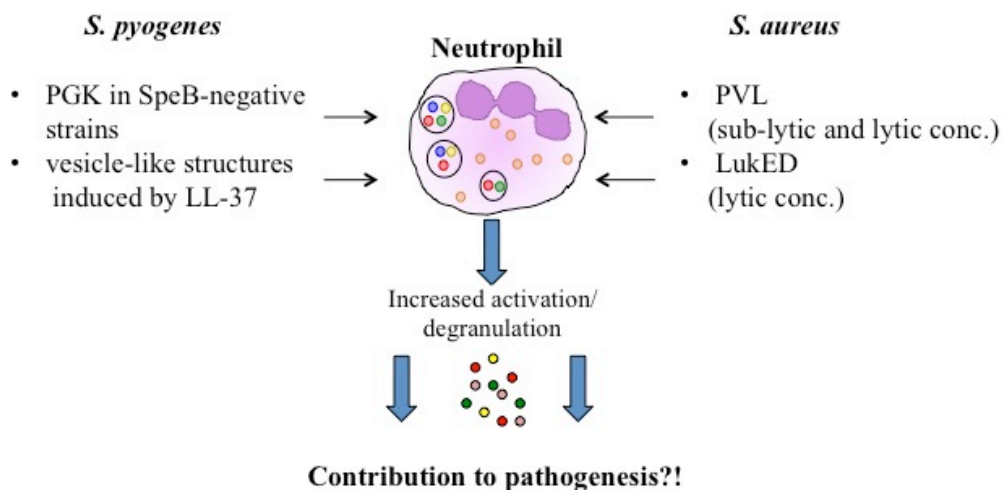 S. pyogenes
• PGK in SpeB-negative
strains
• vesicle-like structures
induced by LL-37
Neutrophil
S. aureus
• PVL
(sub-lytic and lytic conc.)
• LukED
(lytic conc.)
Increased activation/
degranulation
Contribution to pathogenesis?!